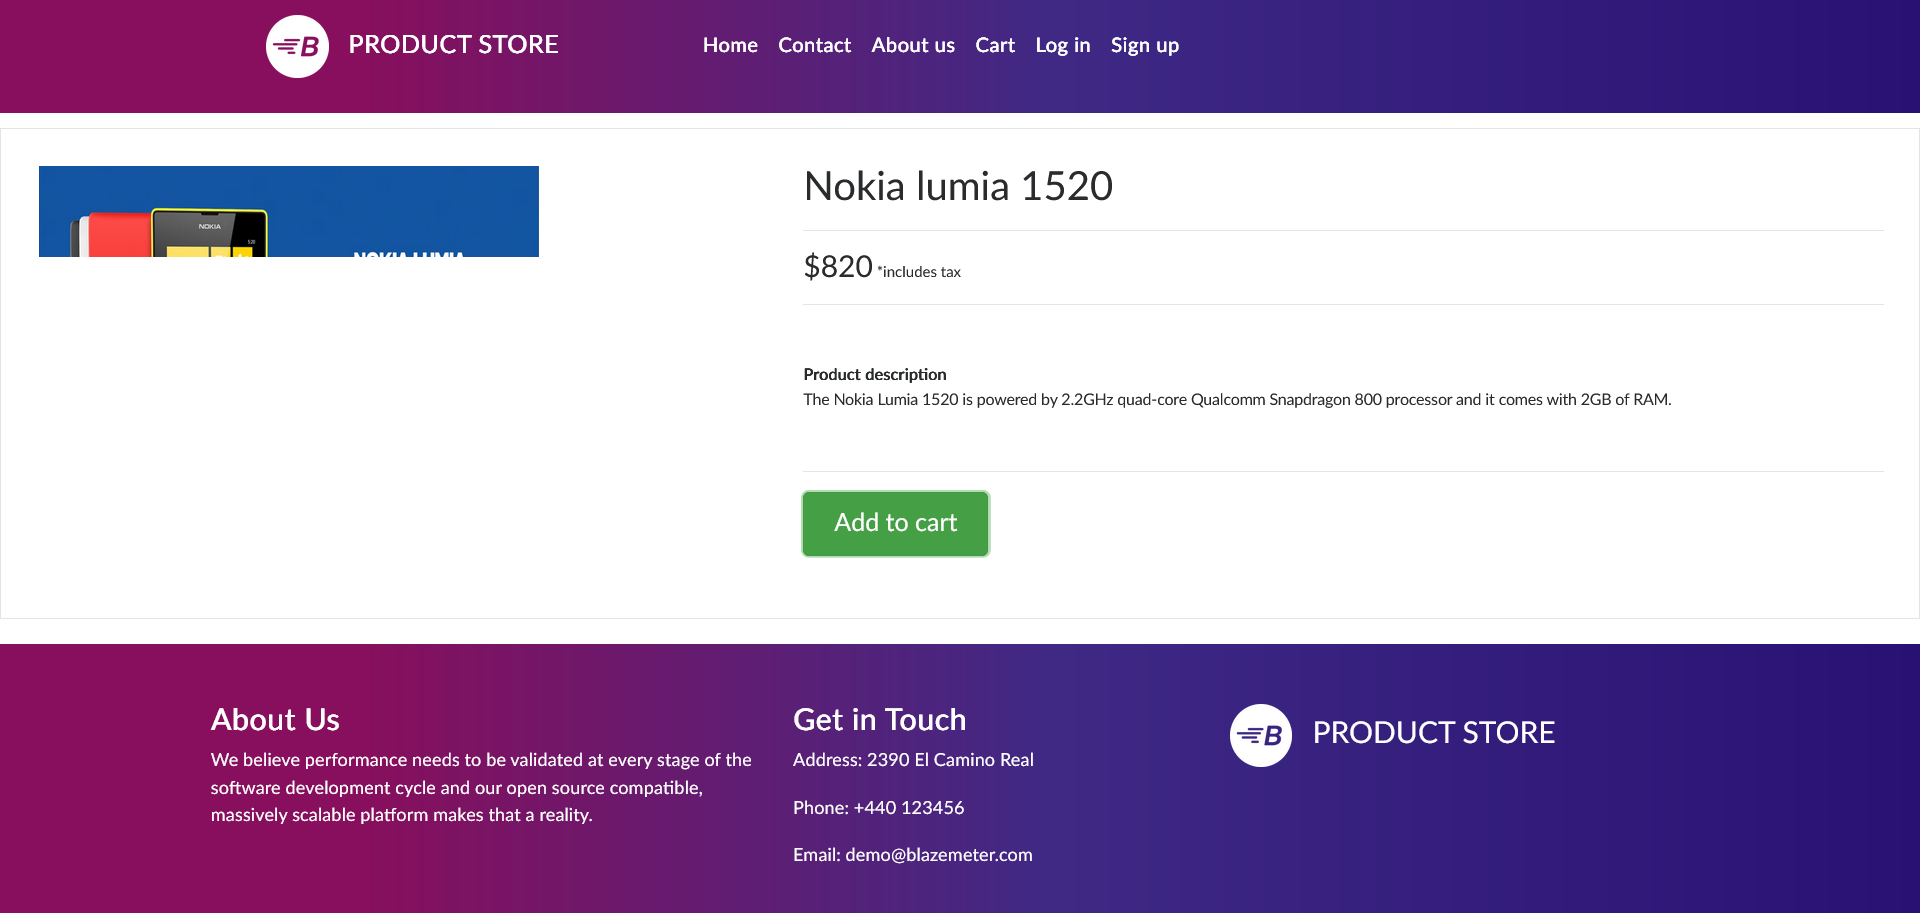 B PRODUCT STORE
Home Contact About us Cart Log in Sign up
NOKIA
520
NOKIA LUMIA
Nokia lumia 1520
$820 *includes tax
Product description
The Nokia Lumia 1520 is powered by 2.2GHz quad-core Qualcomm Snapdragon 800 processor and it comes with 2GB of RAM.
Add to cart
About Us
We believe performance needs to be validated at every stage of the
software development cycle and our open source compatible,
massively scalable platform makes that a reality.
Get in Touch
Address: 2390 El Camino Real
Phone: +440 123456
Email: demo@blazemeter.com
B PRODUCT STORE